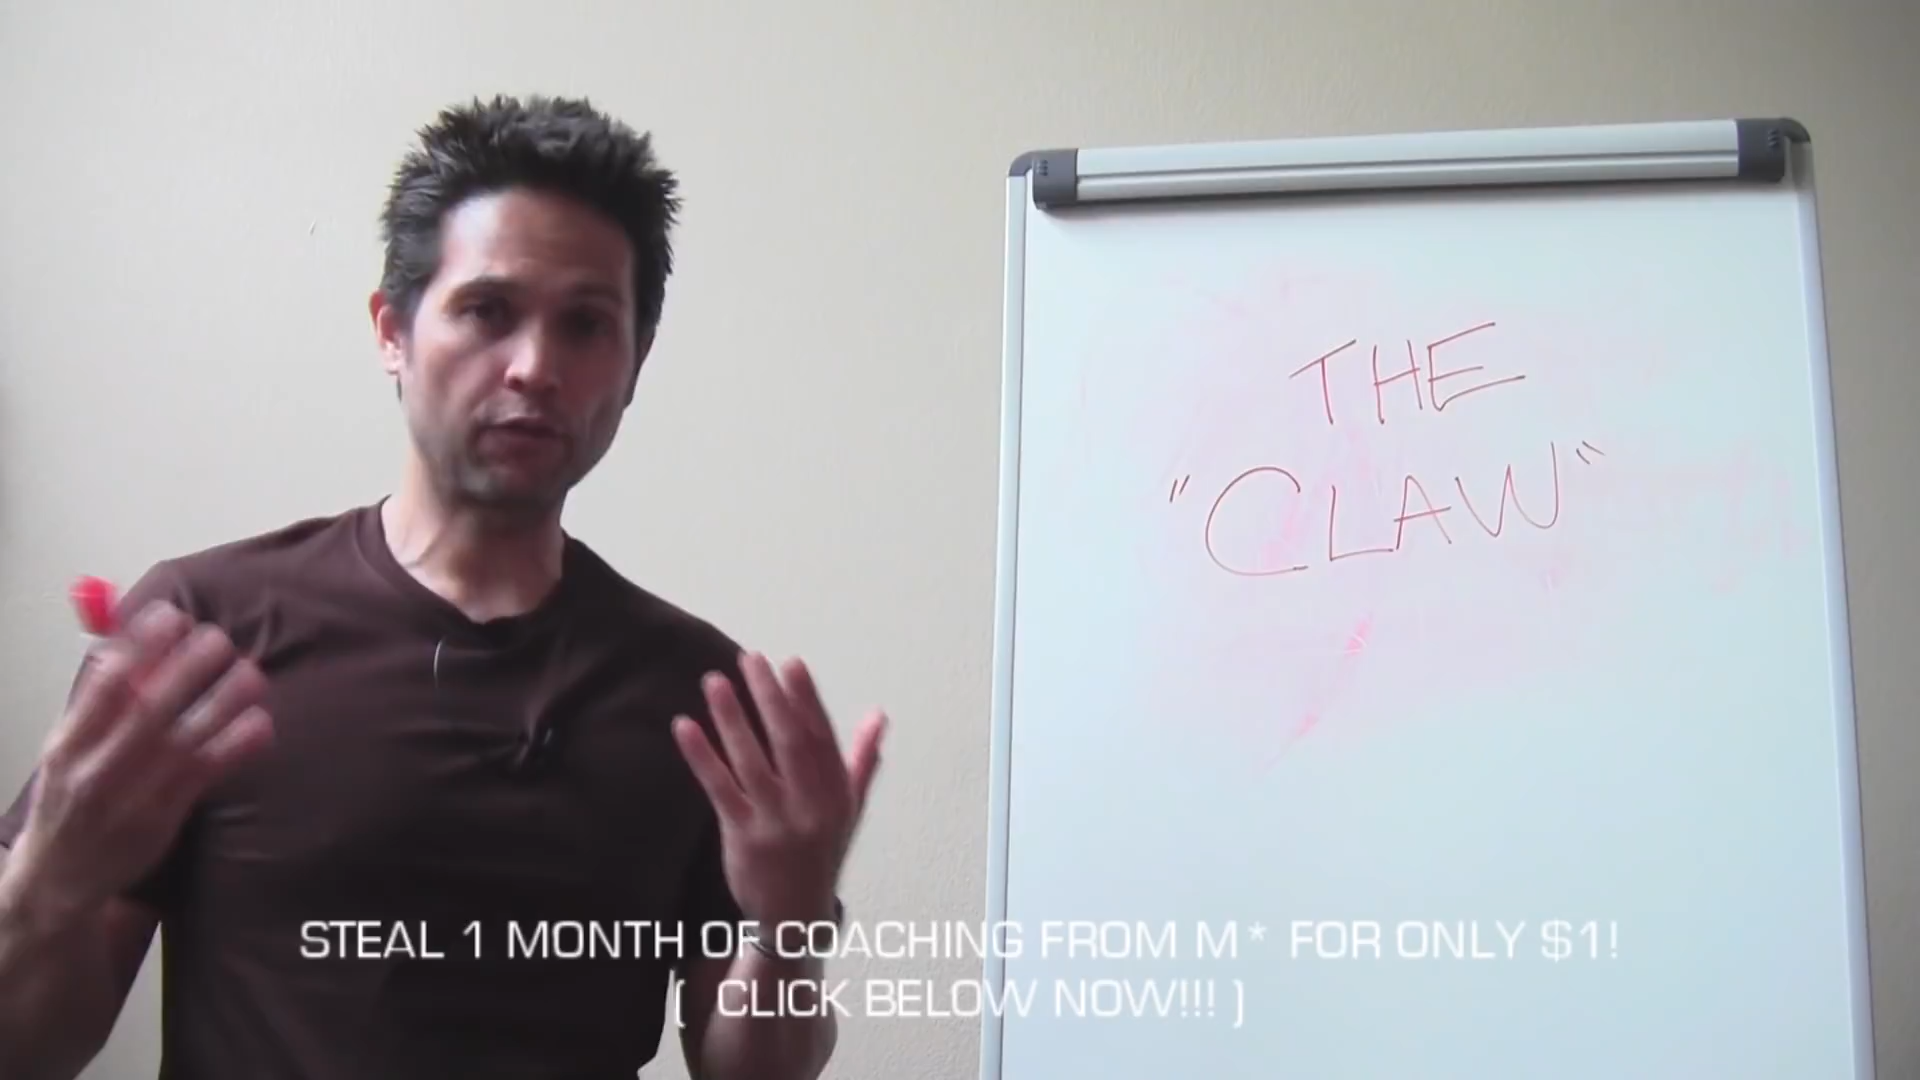 THE
"CLAW"
STEAL 1 MONTH OF COACHING FROM M* FOR ONLY $1!
( CLICK BELOW NOW!!! )